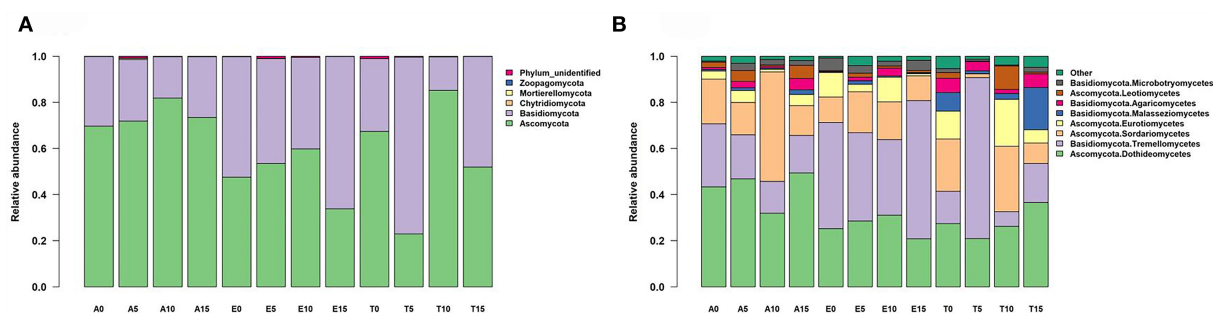 A
Relative abundance
1.0
0.8
0.6
0.4
0.2
0.0
A0 A5 A10 A15 E0 E5 E10 E15 T0 T5 T10 T15
Phylum_unidentified
Zoopagomycota
Mortierellomycota
Chytridiomycota
Basidiomycota
Ascomycota
B
Relative abundance
1.0
0.8
0.6
0.4
0.2
0.0
A0 A5 A10 A15 E0 E5 E10 E15 T0 T5 T10 T15
Other
Basidiomycota.Microbotryomycetes
Ascomycota.Leotiomycetes
Basidiomycota.Agaricomycetes
Basidiomycota.Malasseziomycetes
Ascomycota.Eurotiomycetes
Ascomycota.Sordariomycetes
Basidiomycota.Tremellomycetes
Ascomycota.Dothideomycetes